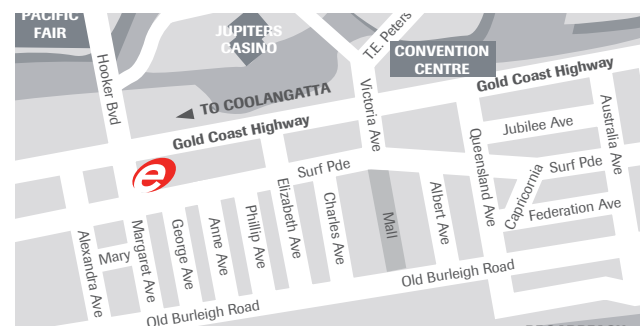 PACIFIC
FAIR
JUPITERS
CASINO
T.E. Peters
CONVENTION
CENTRE
Hooker Bvd
TO COOLANGATTA
Gold Coast Highway
Gold Coast Highway
Victoria Ave
Australia Ave
Jubilee Ave
Queensland Ave
Surf Pde
Surf Pde
Capricornia
Federation Ave
e
Elizabeth Ave
Charles Ave
Mall
Albert Ave
Phillip Ave
Anne Ave
George Ave
Margaret Ave
Mary
Alexandra Ave
Old Burleigh Road
Old Burleigh Road